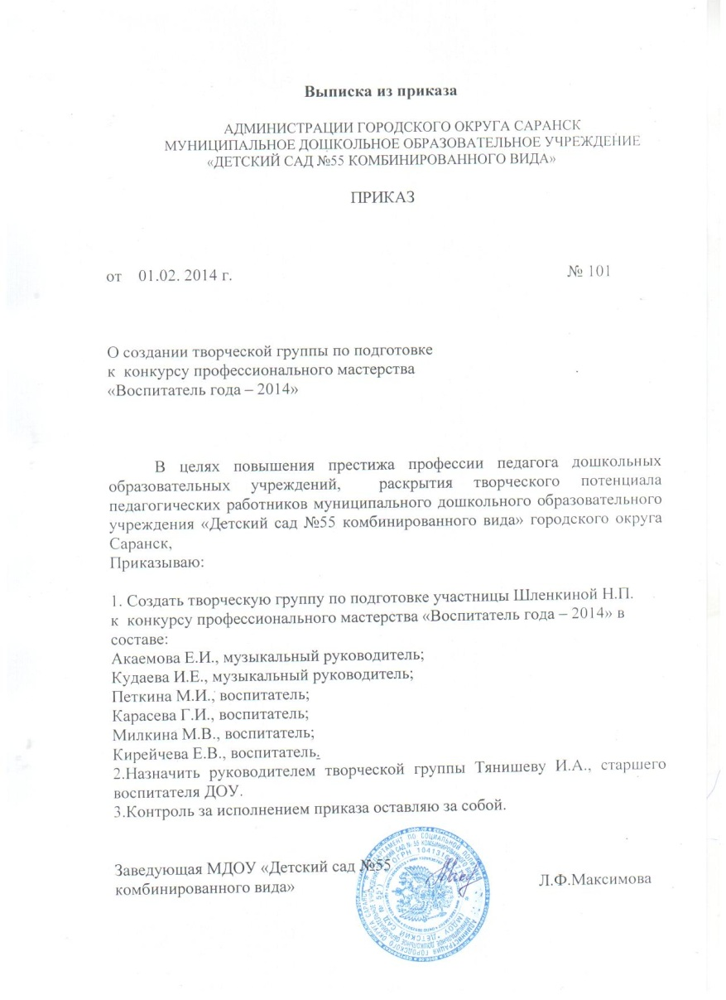 Выписка из приказа
АДМИНИСТРАЦИИ ГОРОДСКОГО ОКРУГА САРАНСК
МУНИЦИПАЛЬНОЕ ДОШКОЛЬНОЕ ОБРАЗОВАТЕЛЬНОЕ УЧРЕЖДЕНИЕ
«ДЕТСКИЙ САД №55 КОМБИНИРОВАННОГО ВИДА»
ПРИКАЗ
от 01.02. 2014 г. № 101
О создании творческой группы по подготовке
к конкурсу профессионального мастерства
«Воспитатель года – 2014»
В целях повышения престижа профессии педагога дошкольных
образовательных учреждений, раскрытия творческого потенциала
педагогических работников муниципального дошкольного образовательного
учреждения «Детский сад №55 комбинированного вида» городского округа
Саранск,
Приказываю:
1. Создать творческую группу по подготовке участницы Шленкиной Н.П.
к конкурсу профессионального мастерства «Воспитатель года – 2014» в
составе:
Акаемова Е.И., музыкальный руководитель;
Кудаева И.Е., музыкальный руководитель;
Петкина М.И., воспитатель;
Карасева Г.И., воспитатель;
Милкина М.В., воспитатель;
Кирейчева Е.В., воспитатель.
2.Назначить руководителем творческой группы Тянишеву И.А., старшего
воспитателя ДОУ.
3.Контроль за исполнением приказа оставляю за собой.
Заведующая МДОУ «Детский сад №55
комбинированного вида» Л.Ф.Максимова